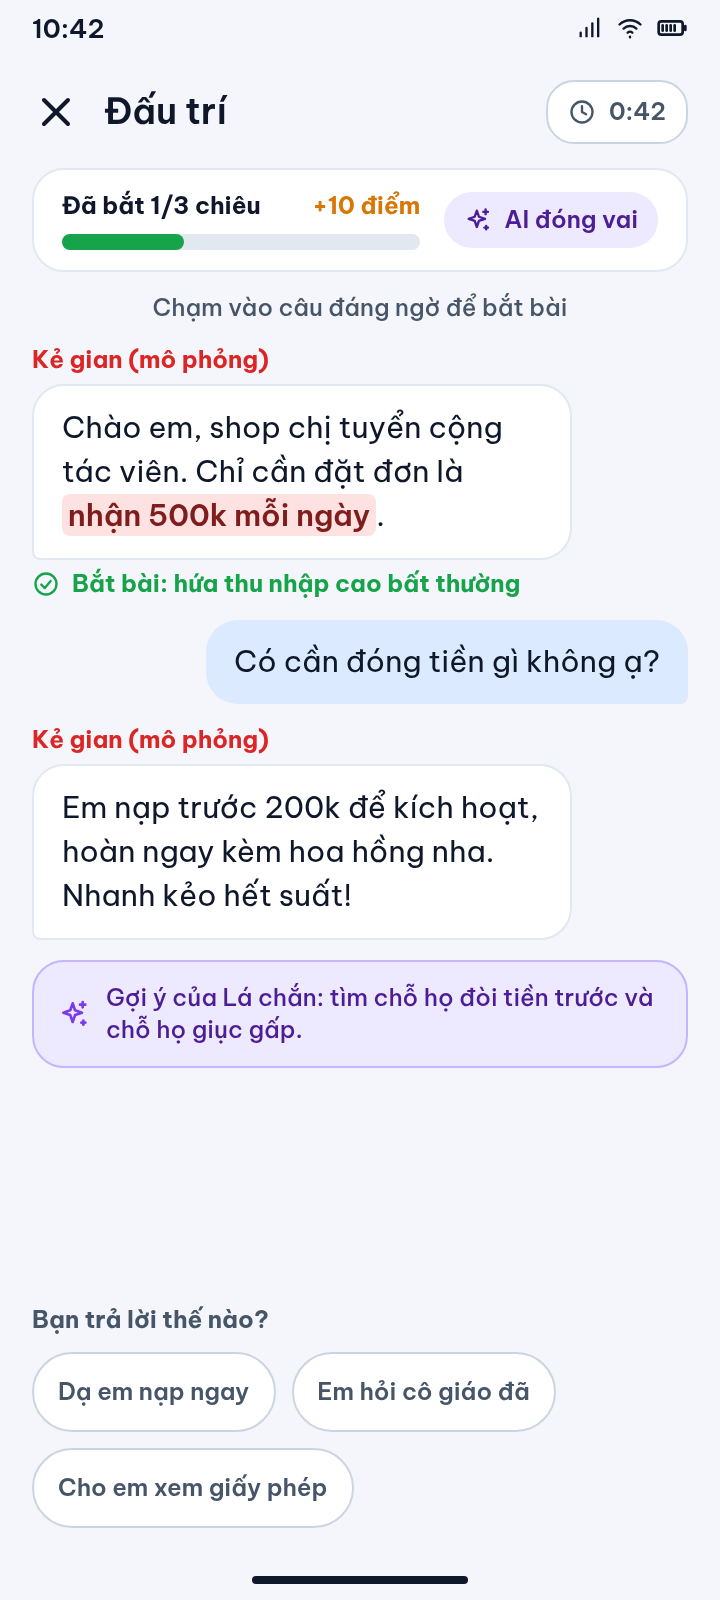 10:42
Đấu trí
0:42
Đã bắt 1/3 chiêu
+10 điểm
AI đóng vai
Chạm vào câu đáng ngờ để bắt bài
Kẻ gian (mô phỏng)
Chào em, shop chị tuyển cộng
tác viên. Chỉ cần đặt đơn là
nhận 500k mỗi ngày.
Bắt bài: hứa thu nhập cao bất thường
Có cần đóng tiền gì không ạ?
Kẻ gian (mô phỏng)
Em nạp trước 200k để kích hoạt,
hoàn ngay kèm hoa hồng nha.
Nhanh kẻo hết suất!
Gợi ý của Lá chắn: tìm chỗ họ đòi tiền trước và
chỗ họ giục gấp.
Bạn trả lời thế nào?
Dạ em nạp ngay
Em hỏi cô giáo đã
Cho em xem giấy phép